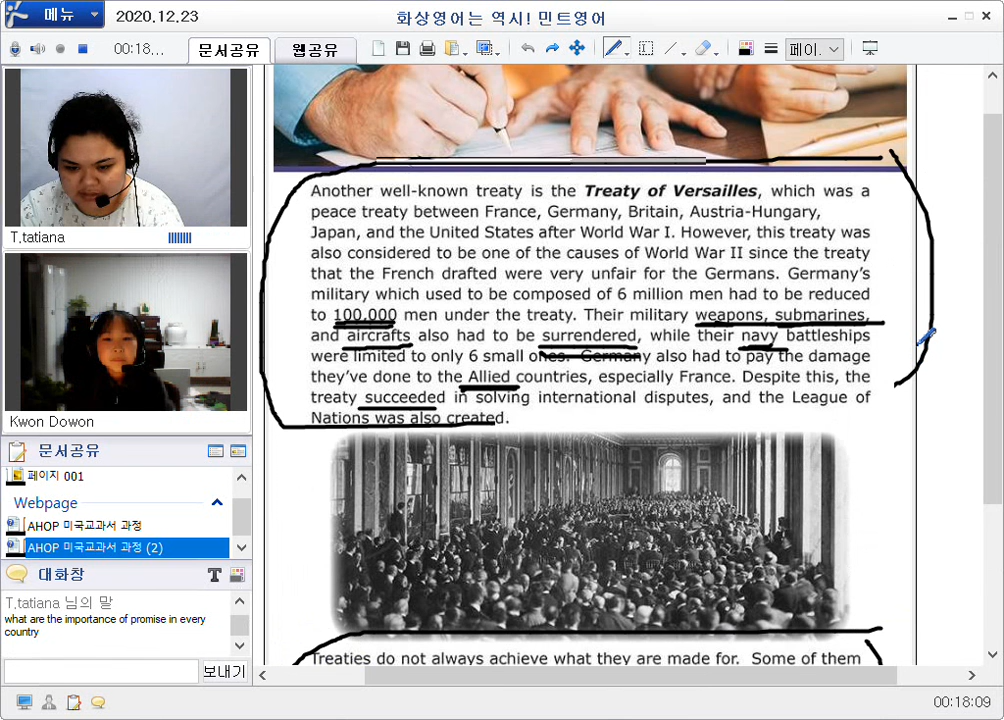 메뉴
2020.12.23
화상영어는 역시! 민트영어
00:18...
문서공유
웹공유
페이.
T.tatiana
Kwon Dowon
문서공유
페이지 001
Webpage
AHOP 미국교과서 과정
AHOP 미국교과서 과정 (2)
대화창
T.tatiana 님의 말
what are the importance of promise in every
country
보내기
Another well-known treaty is the Treaty of Versailles, which was a
peace treaty between France, Germany, Britain, Austria-Hungary,
Japan, and the United States after World War I. However, this treaty was
also considered to be one of the causes of World War II since the treaty
that the French drafted were very unfair for the Germans. Germany's
military which used to be composed of 6 million men had to be reduced
to 100,000 men under the treaty. Their military weapons, submarines,
and aircrafts also had to be surrendered, while their navy battleships
were limited to only 6 small ones. Germany also had to pay the damage
they've done to the Allied countries, especially France. Despite this, the
treaty succeeded in solving international disputes, and the League of
Nations was also created.
Treaties do not always achieve what they are made for. Some of them
00:18:09